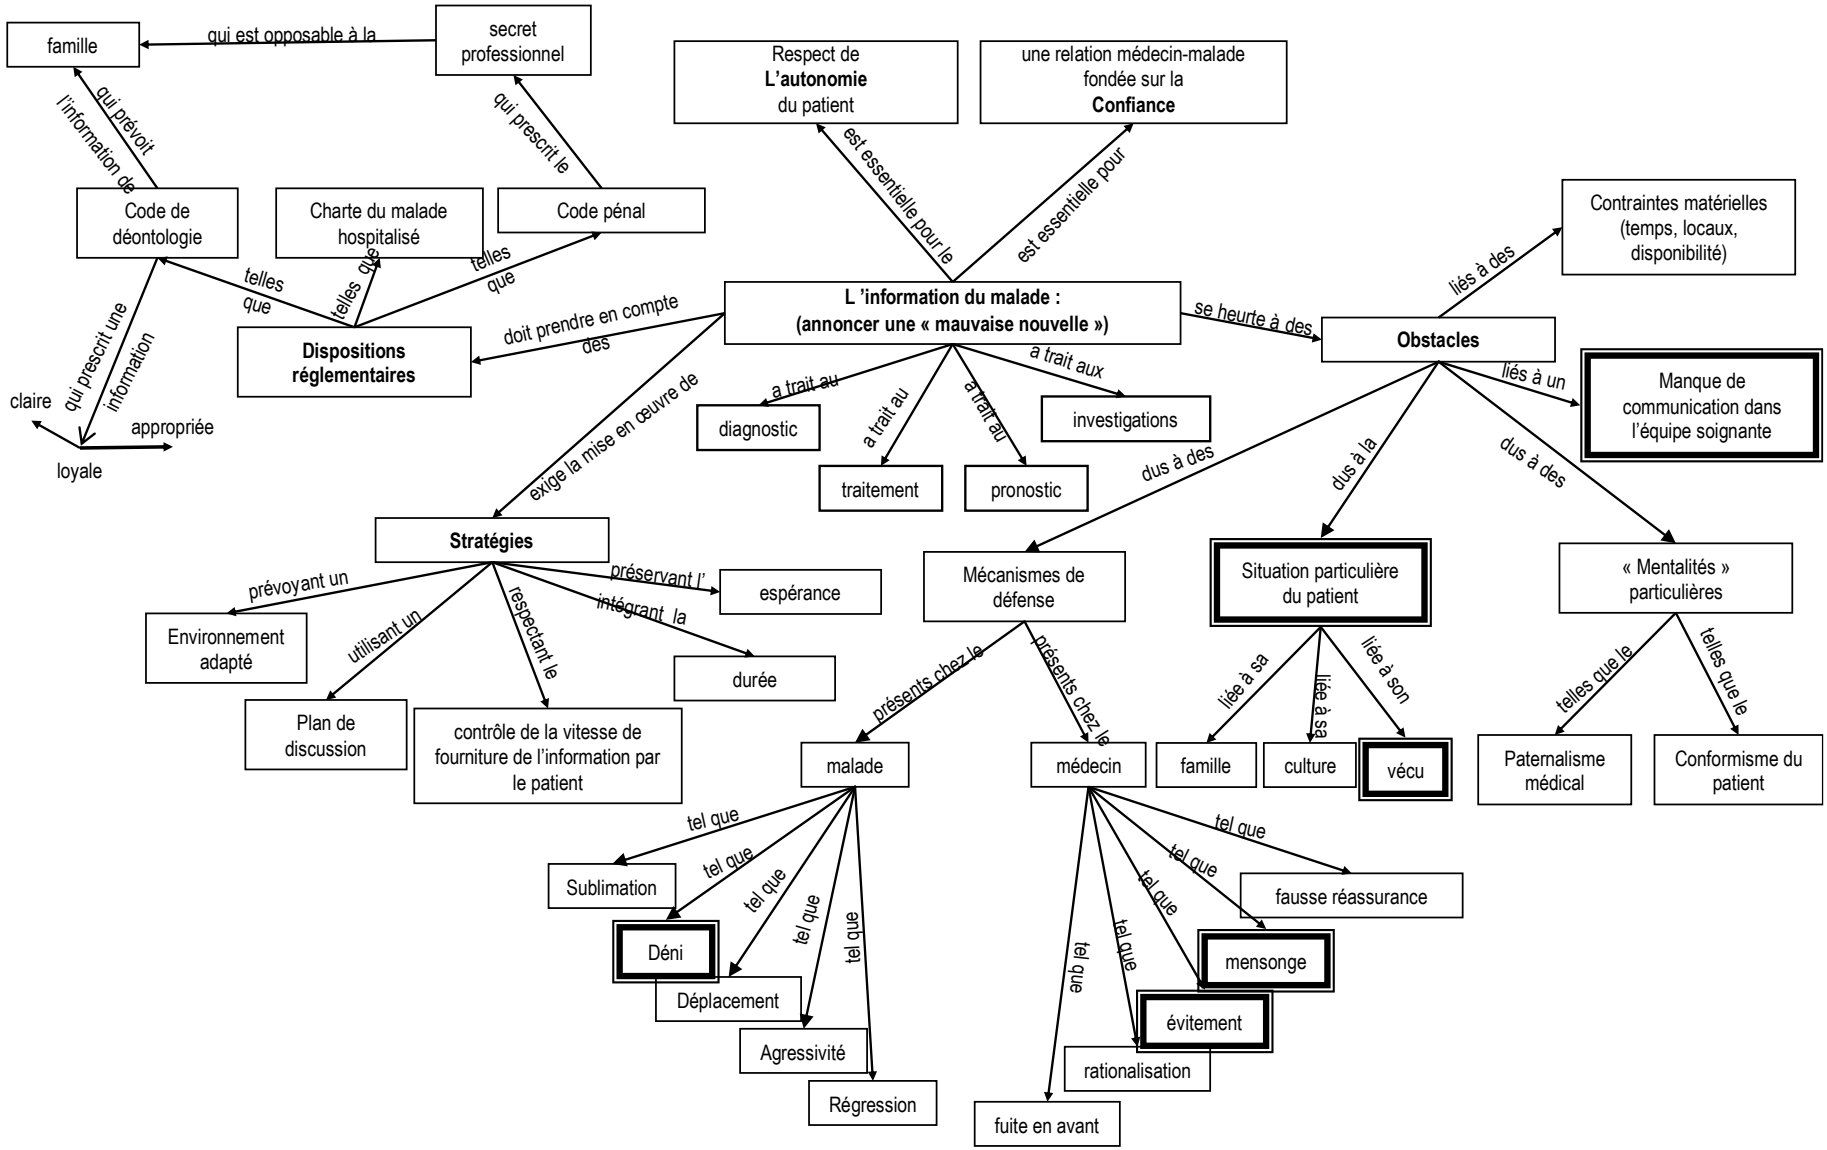 famille
qui est opposable à la
secret
professionnel
qui prévoit
l'information de
qui prescrit le
Respect de
L'autonomie
du patient
une relation médecin-malade
fondée sur la
Confiance
est essentielle pour le
est essentielle pour
Code de
déontologie
Charte du malade
hospitalisé
Code pénal
telles
que
telles que
telles
que
Dispositions
réglementaires
doit prendre en compte
des
L 'information du malade :
(annoncer une « mauvaise nouvelle »)
se heurte à des
Obstacles
liés à des
Contraintes matérielles
(temps, locaux,
disponibilité)
liés à un
Manque de
communication dans
l'équipe soignante
qui prescrit une
information
claire
appropriée
loyale
exige la mise en œuvre de
a trait au
diagnostic
a trait au
traitement
a trait au
pronostic
a trait aux
investigations
dus à des
dus à la
dus à des
Stratégies
prévoyant un
Environnement
adapté
utilisant un
Plan de
discussion
respectant le
contrôle de la vitesse de
fourniture de l'information par
le patient
intégrant la
durée
préservant l'
espérance
Mécanismes de
défense
Situation particulière
du patient
« Mentalités »
particulières
présents chez le
présents chez le
malade
médecin
liée à sa
liée à sa
liée à son
famille
culture
vécu
telles que le
telles que le
Paternalisme
médical
Conformisme du
patient
tel que
tel que
tel que
tel que
tel que
Sublimation
Déni
Déplacement
Agressivité
Régression
tel que
tel que
tel que
tel que
tel que
fausse réassurance
mensonge
évitement
rationalisation
fuite en avant